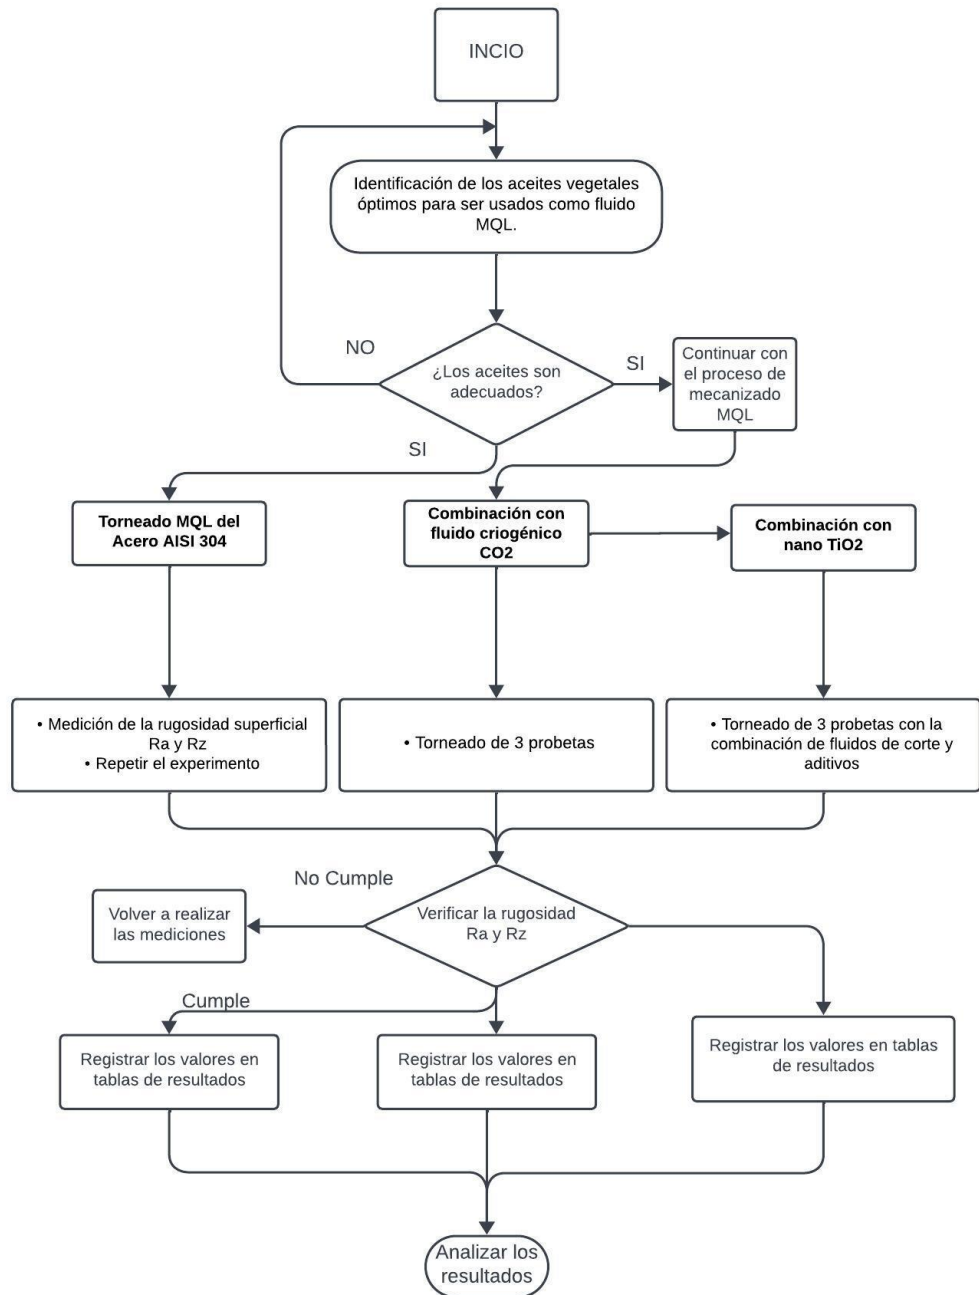 INCIO
Identificación de los aceites vegetales
óptimos para ser usados como fluido
MQL.
NO
¿Los aceites son
adecuados?
SI
Continuar con
el proceso de
mecanizado
MQL
SI
Torneado MQL del
Acero AISI 304
Combinación con
fluido criogénico
CO2
Combinación con
nano TiO2
• Medición de la rugosidad superficial
Ra y Rz
• Repetir el experimento
• Torneado de 3 probetas
• Torneado de 3 probetas con la
combinación de fluidos de corte y
aditivos
No Cumple
Volver a realizar
las mediciones
Verificar la rugosidad
Ra y Rz
Cumple
Registrar los valores en
tablas de resultados
Registrar los valores en
tablas de resultados
Registrar los valores en tablas
de resultados
Analizar los
resultados